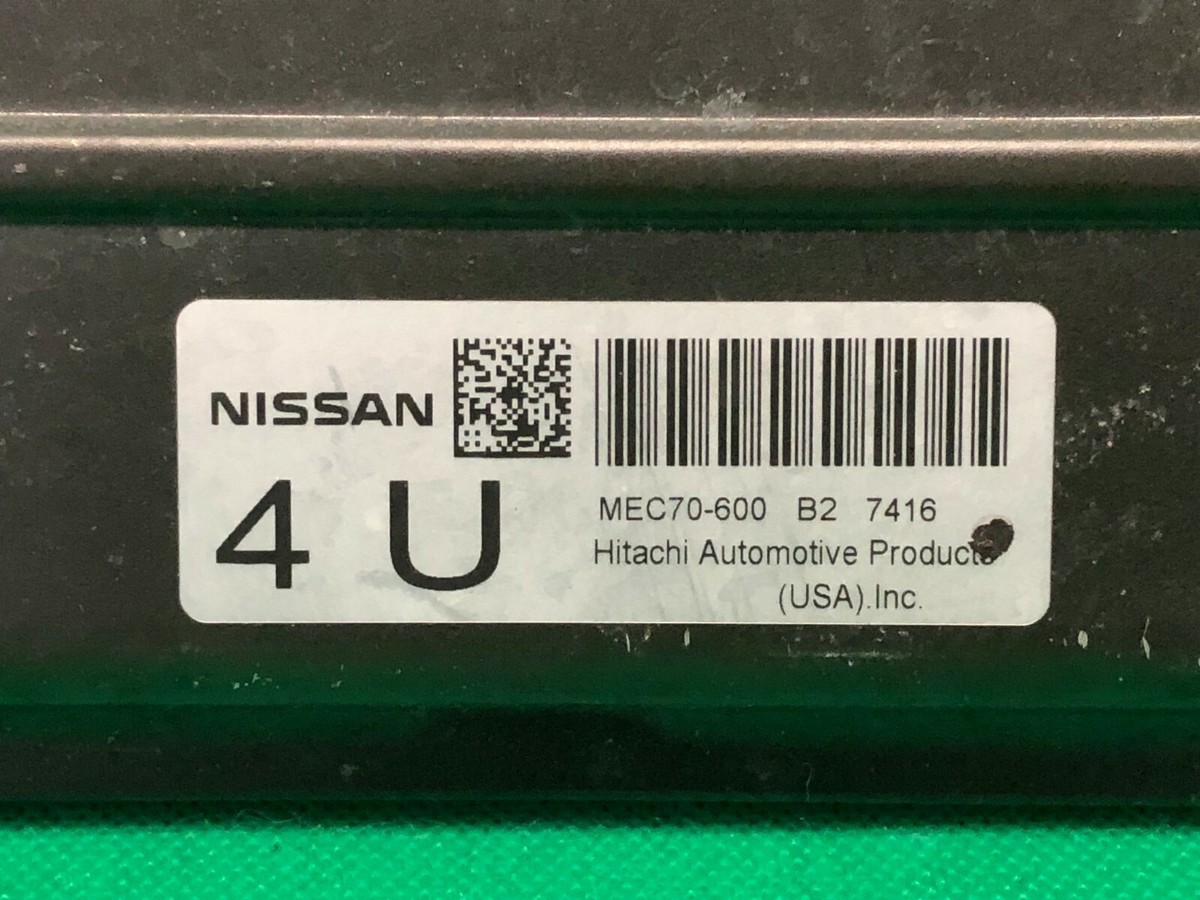 NISSAN
4 U
MEC70-600 B2 7416
Hitachi Automotive Products
(USA).Inc.